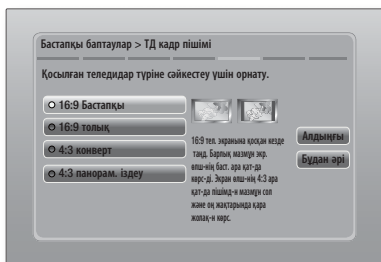 Бастапқы баптаулар > ТД кадр пішімі
Қосылған теледидар түріне сәйкестеу үшін орнату.
16:9 Бастапқы
16:9 толық
4:3 конверт
4:3 панорам. іздеу
16:9 тел. экранына қосқан кезде
таңд. Барлық мазмұн экр.
өлш-нің баст. ара қат-да
көрс-ді. Экран өлш-нің 4:3 ара
қат-да пішімд-н мазмұн сол
және оң жақтарында қара
жолақ-н көрс.
Алдыңғы
Бұдан әрі